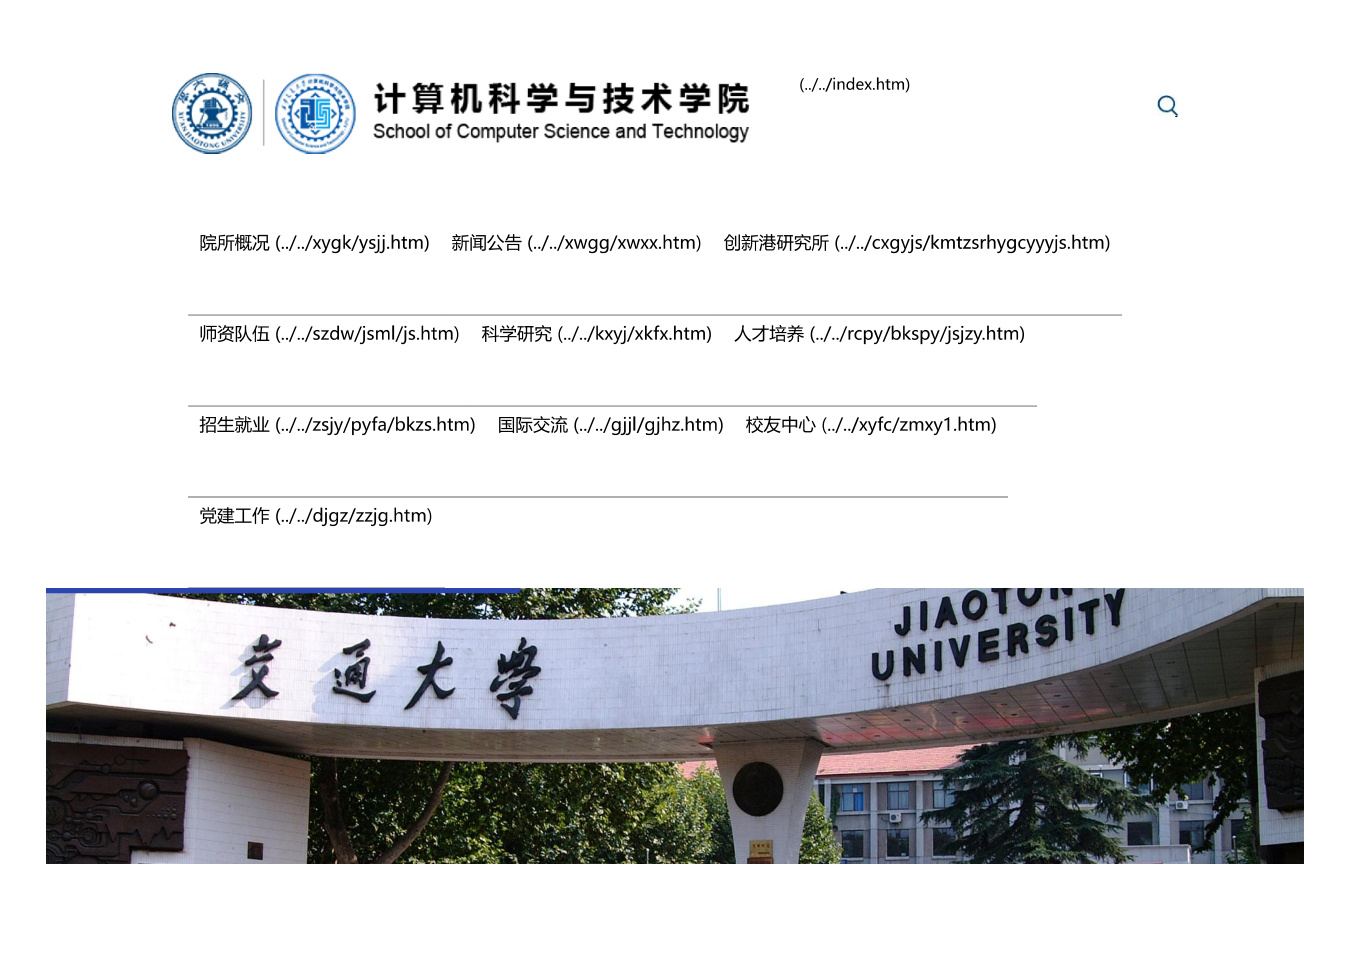 计算机科学与技术学院
School of Computer Science and Technology
(../../index.htm)
院所概况 (../../xygk/ysjj.htm) 新闻公告 (../../xwgg/xwxx.htm) 创新港研究所 (../../cxgyjs/kmtzsrhygcyyyjs.htm)
师资队伍 (../../szdw/jsml/js.htm) 科学研究 (../../kxyj/xkfx.htm) 人才培养 (../../rcpy/bkspy/jsjzy.htm)
招生就业 (../../zsjy/pyfa/bkzs.htm) 国际交流 (../../gjjl/gjhz.htm) 校友中心 (../../xyfc/zmxy1.htm)
党建工作 (../../djgz/zzjg.htm)
交通大学
JIAOTON
UNIVERSITY